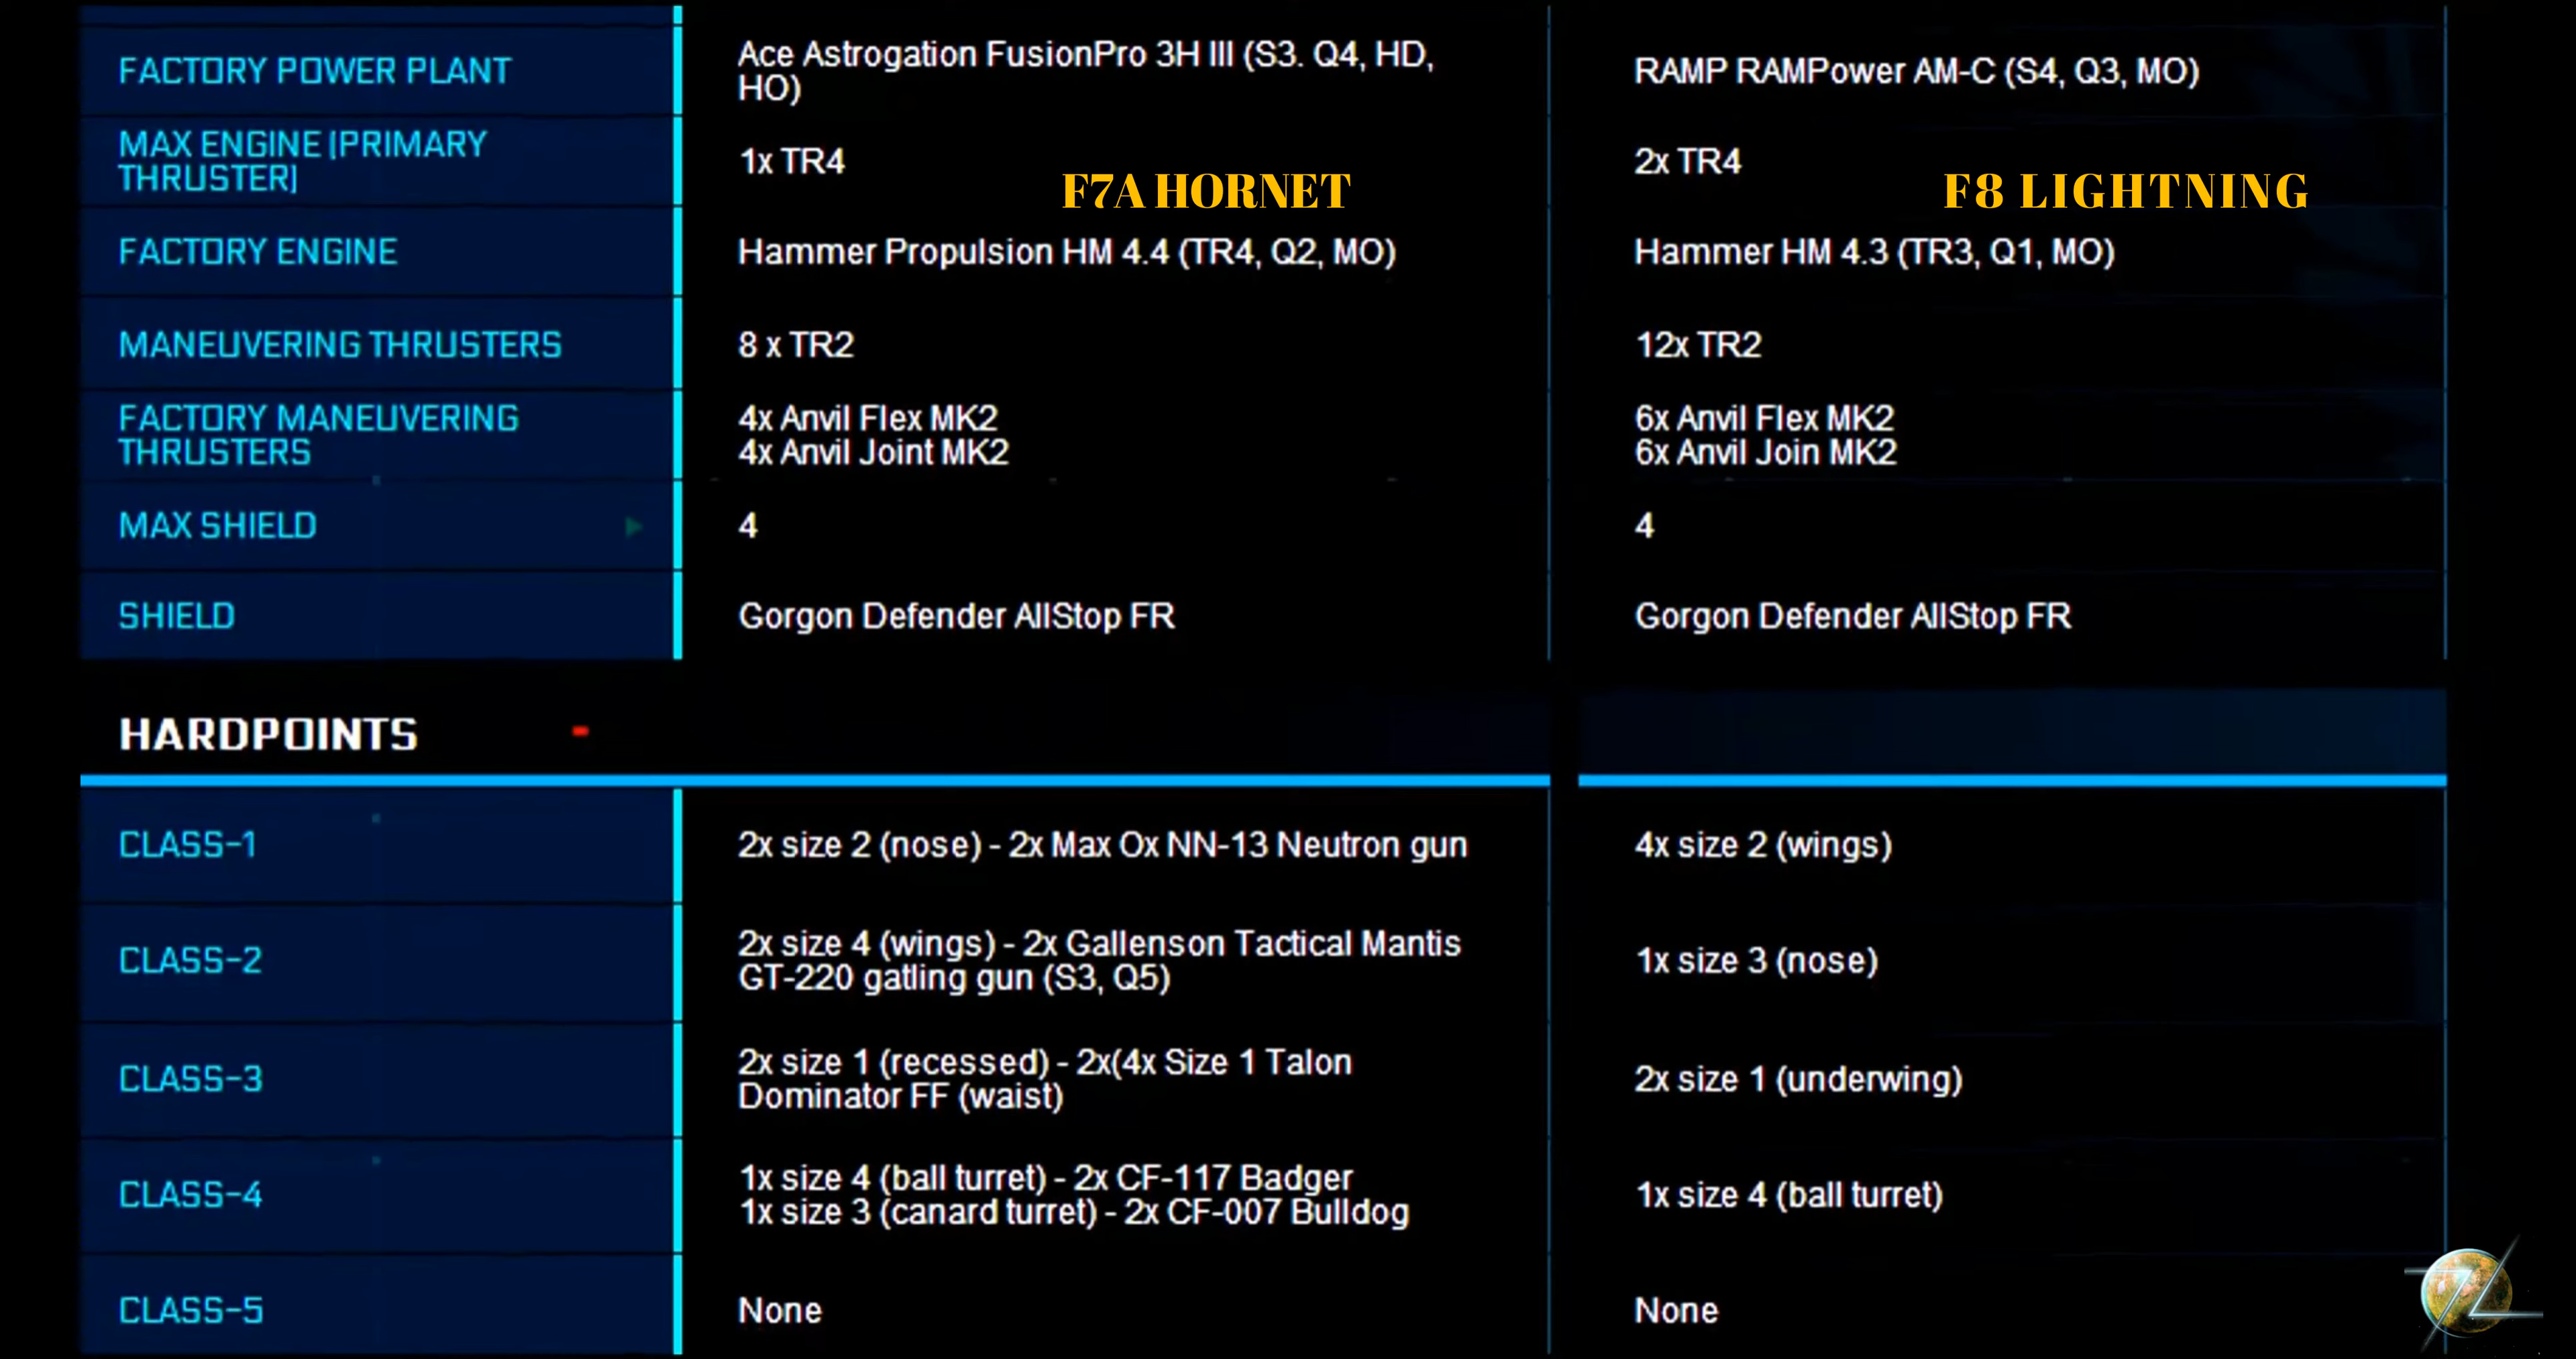 FACTORY POWER PLANT
Ace Astrogation FusionPro 3H III (S3. Q4, HD,
HO)
RAMP RAMPower AM-C (S4, Q3, MO)
MAX ENGINE (PRIMARY
THRUSTER)
1x TR4
2x TR4
F7A HORNET
F8 LIGHTNING
FACTORY ENGINE
Hammer Propulsion HM 4.4 (TR4, Q2, MO)
Hammer HM 4.3 (TR3, Q1, MO)
MANEUVERING THRUSTERS
8 x TR2
12x TR2
FACTORY MANEUVERING
THRUSTERS
4x Anvil Flex MK2
4x Anvil Joint MK2
6x Anvil Flex MK2
6x Anvil Join MK2
MAX SHIELD
4
4
SHIELD
Gorgon Defender AllStop FR
Gorgon Defender AllStop FR
HARDPOINTS
CLASS-1
2x size 2 (nose) - 2x Max Ox NN-13 Neutron gun
4x size 2 (wings)
CLASS-2
2x size 4 (wings) - 2x Gallenson Tactical Mantis
GT-220 gatling gun (S3, Q5)
1x size 3 (nose)
CLASS-3
2x size 1 (recessed) - 2x(4x Size 1 Talon
Dominator FF (waist)
2x size 1 (underwing)
CLASS-4
1x size 4 (ball turret) - 2x CF-117 Badger
1x size 3 (canard turret) - 2x CF-007 Bulldog
1x size 4 (ball turret)
CLASS-5
None
None